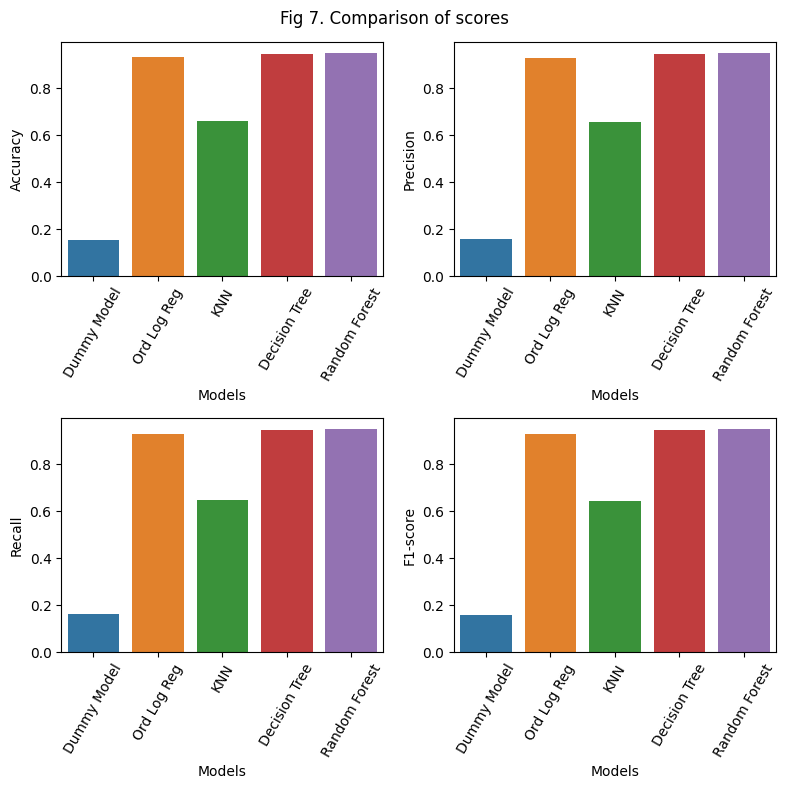 Fig 7. Comparison of scores
Accuracy
0.8
0.6
0.4
0.2
0.0
Dummy Model
Ord Log Reg
KNN
Decision Tree
Random Forest
Models
Precision
0.8
0.6
0.4
0.2
0.0
Dummy Model
Ord Log Reg
KNN
Decision Tree
Random Forest
Models
Recall
0.8
0.6
0.4
0.2
0.0
Dummy Model
Ord Log Reg
KNN
Decision Tree
Random Forest
Models
F1-score
0.8
0.6
0.4
0.2
0.0
Dummy Model
Ord Log Reg
KNN
Decision Tree
Random Forest
Models